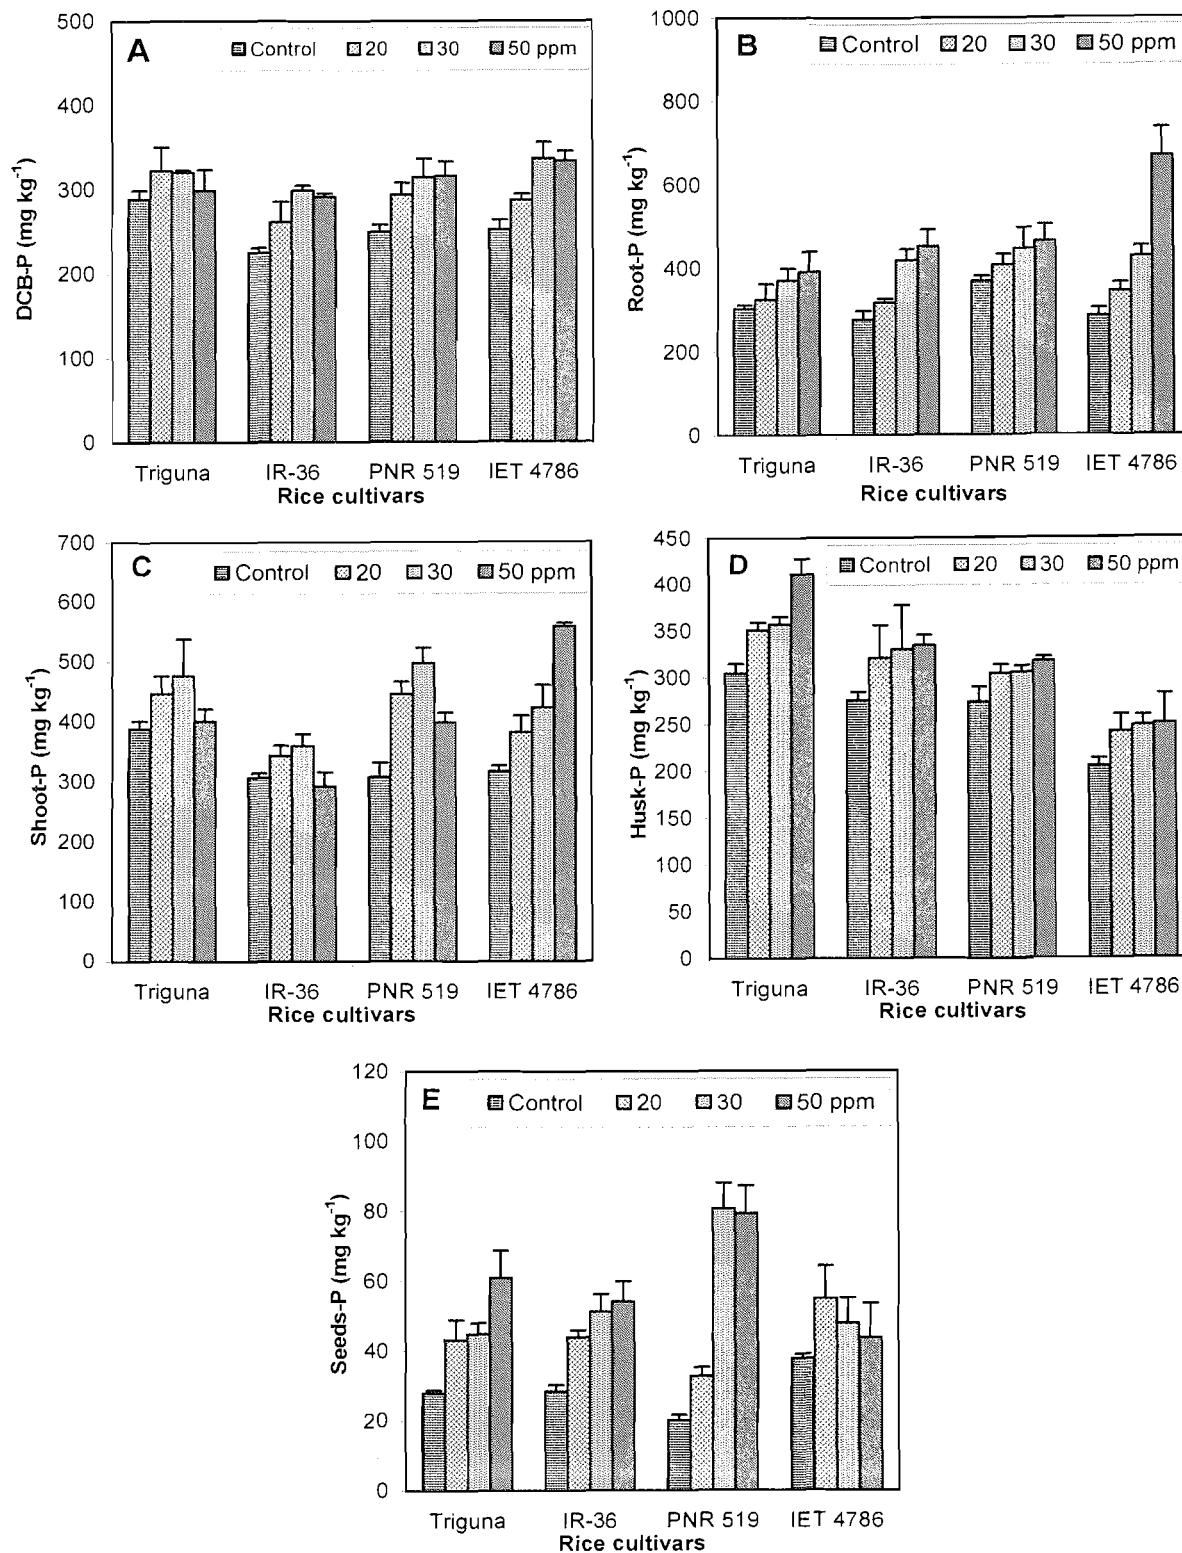 A
Control 20 30 50 ppm
500
400
300
200
100
0
DCB-P (mg kg-1)
Triguna IR-36 PNR 519 IET 4786
Rice cultivars
B
Control 20 30 50 ppm
1000
800
600
400
200
0
Root-P (mg kg-1)
Triguna IR-36 PNR 519 IET 4786
Rice cultivars
C
Control 20 30 50 ppm
700
600
500
400
300
200
100
0
Shoot-P (mg kg-1)
Triguna IR-36 PNR 519 IET 4786
Rice cultivars
D
Control 20 30 50 ppm
450
400
350
300
250
200
150
100
50
0
Husk-P (mg kg-1)
Triguna IR-36 PNR 519 IET 4786
Rice cultivars
E
Control 20 30 50 ppm
120
100
80
60
40
20
0
Seeds-P (mg kg-1)
Triguna IR-36 PNR 519 IET 4786
Rice cultivars